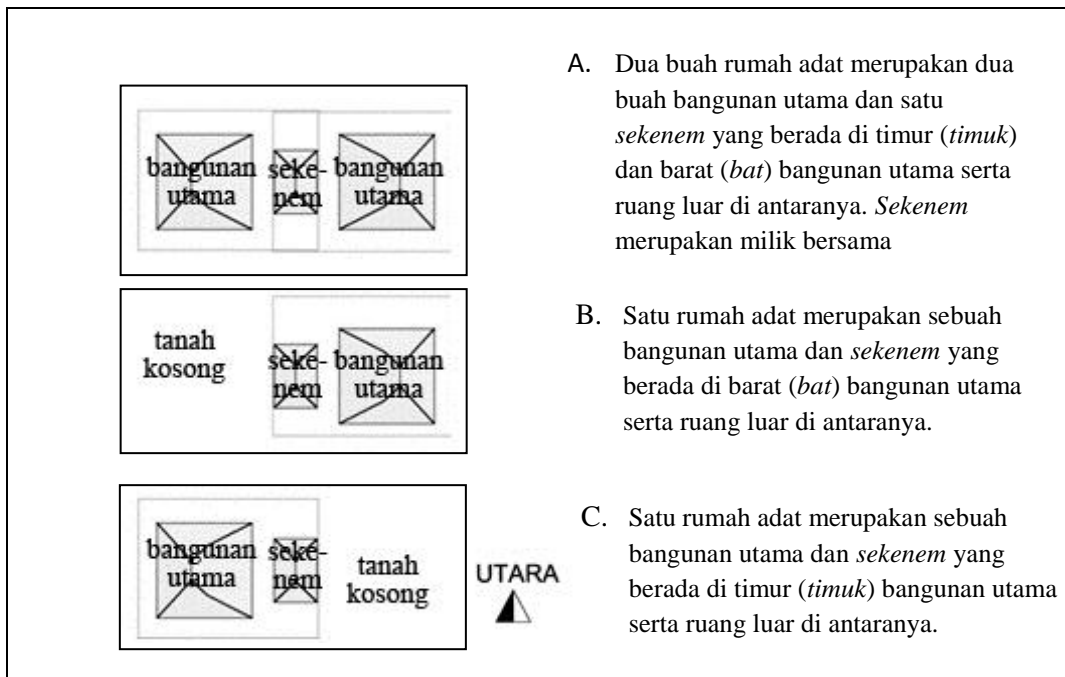 bangunan seke- bangunan
utama nem utama
A. Dua buah rumah adat merupakan dua
buah bangunan utama dan satu
sekenem yang berada di timur (timuk)
dan barat (bat) bangunan utama serta
ruang luar di antaranya. Sekenem
merupakan milik bersama
tanah
kosong
seke- bangunan
nem utama
B. Satu rumah adat merupakan sebuah
bangunan utama dan sekenem yang
berada di barat (bat) bangunan utama
serta ruang luar di antaranya.
bangunan seke-
utama nem
tanah
kosong
UTARA
C. Satu rumah adat merupakan sebuah
bangunan utama dan sekenem yang
berada di timur (timuk) bangunan utama
serta ruang luar di antaranya.